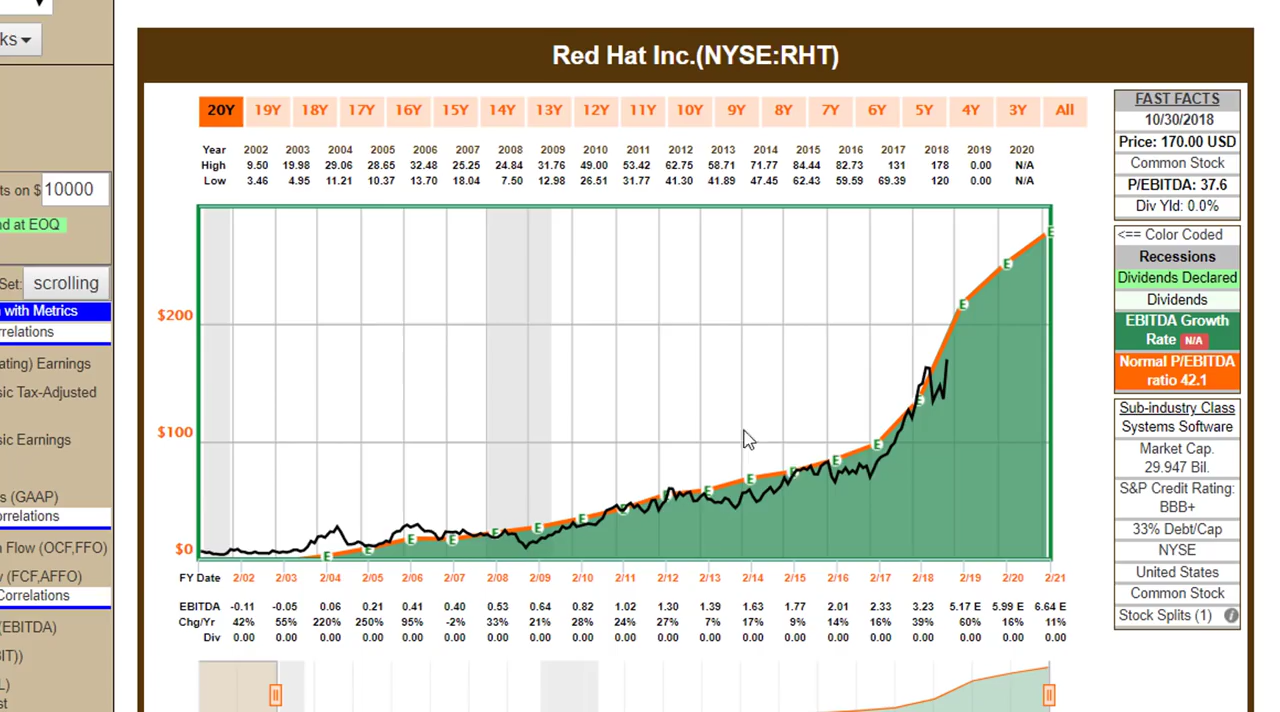 ks
Red Hat Inc.(NYSE:RHT)
20Y 19Y 18Y 17Y 16Y 15Y 14Y 13Y 12Y 11Y 10Y 9Y 8Y 7Y 6Y 5Y 4Y 3Y All
Year 2002 2003 2004 2005 2006 2007 2008 2009 2010 2011 2012 2013 2014 2015 2016 2017 2018 2019 2020
High 9.50 19.98 29.06 28.65 32.48 25.25 24.84 31.76 49.00 53.42 62.75 58.71 71.77 84.44 82.73 131 178 0.00 N/A
Low 3.46 4.95 11.21 10.37 13.70 18.04 7.50 12.98 26.51 31.77 41.30 41.89 47.45 62.43 59.59 69.39 120 0.00 N/A
ts on $ 10000
nd at EOQ
Set: scrolling
n with Metrics
rrelations
ating) Earnings
sic Tax-Adjusted
sic Earnings
s (GAAP)
orrelations
Flow (OCF,FFO)
(FCF,AFFO)
Correlations
(EBITDA)
IT))
L)
st
$200
$100
$0
E E E E E E E E E E E E E E E E E E
FY Date 2/02 2/03 2/04 2/05 2/06 2/07 2/08 2/09 2/10 2/11 2/12 2/13 2/14 2/15 2/16 2/17 2/18 2/19 2/20 2/21
EBITDA -0.11 -0.05 0.06 0.21 0.41 0.40 0.53 0.64 0.82 1.02 1.30 1.39 1.63 1.77 2.01 2.33 3.23 5.17 E 5.99 E 6.64 E
Chg/Yr 42% 55% 220% 250% 95% -2% 33% 21% 28% 24% 27% 7% 17% 9% 14% 16% 39% 60% 16% 11%
Div 0.00 0.00 0.00 0.00 0.00 0.00 0.00 0.00 0.00 0.00 0.00 0.00 0.00 0.00 0.00 0.00 0.00 0.00 0.00 0.00
FAST FACTS
10/30/2018
Price: 170.00 USD
Common Stock
P/EBITDA: 37.6
Div Yld: 0.0%
<== Color Coded
Recessions
Dividends Declared
Dividends
EBITDA Growth
Rate N/A
Normal P/EBITDA
ratio 42.1
Sub-industry Class
Systems Software
Market Cap.
29.947 Bil.
S&P Credit Rating:
BBB+
33% Debt/Cap
NYSE
United States
Common Stock
Stock Splits (1) i